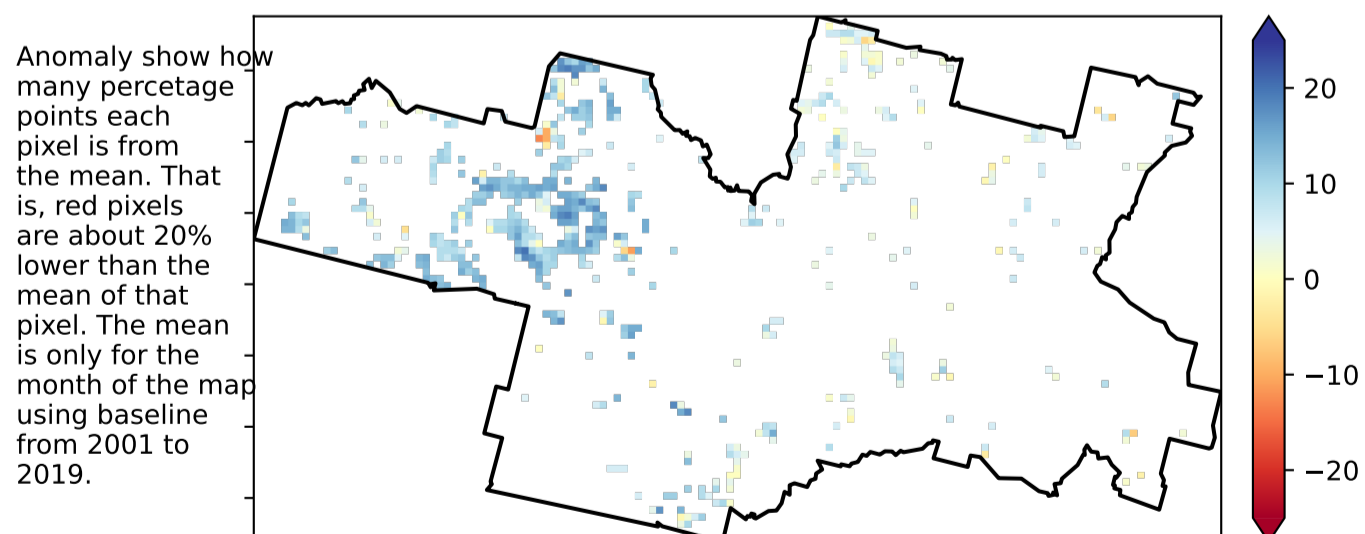 Anomaly show how
many percetage
points each
pixel is from
the mean. That
is, red pixels
are about 20%
lower than the
mean of that
pixel. The mean
is only for the
month of the map
using baseline
from 2001 to
2019.
20
10
0
−10
−20